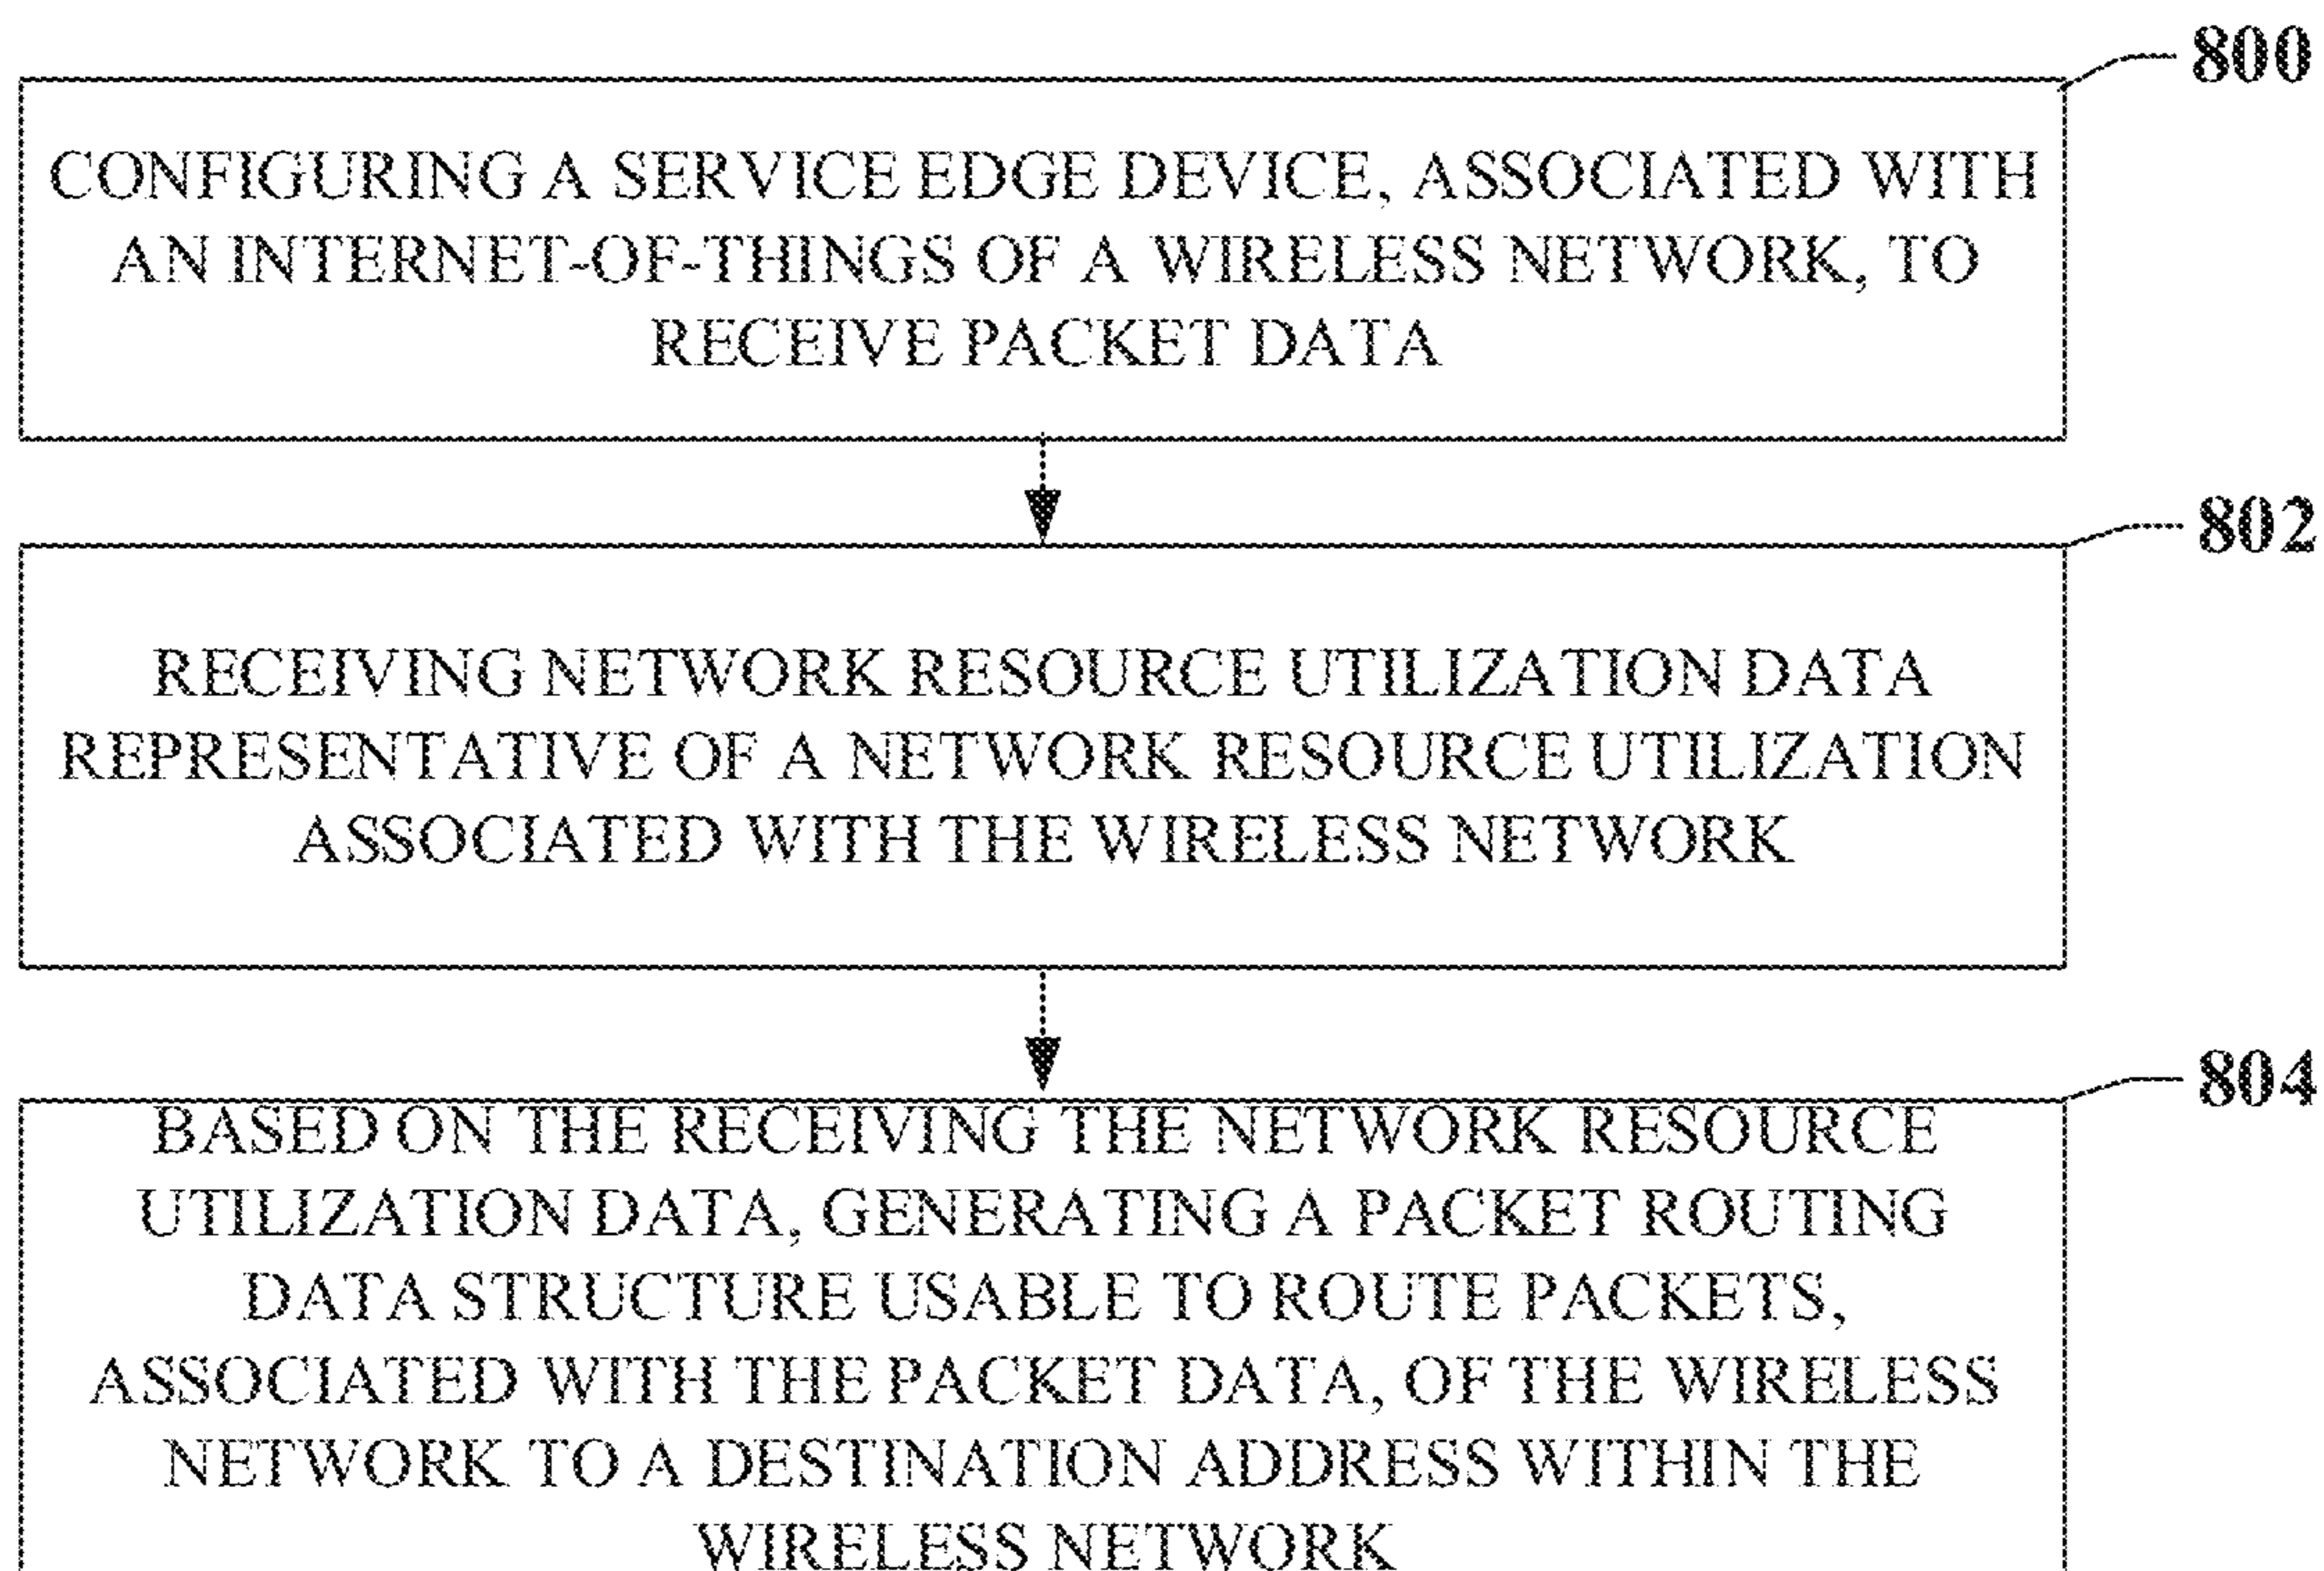 800
CONFIGURING A SERVICE EDGE DEVICE, ASSOCIATED WITH
AN INTERNET-OF-THINGS OF A WIRELESS NETWORK, TO
RECEIVE PACKET DATA
802
RECEIVING NETWORK RESOURCE UTILIZATION DATA
REPRESENTATIVE OF A NETWORK RESOURCE UTILIZATION
ASSOCIATED WITH THE WIRELESS NETWORK
804
BASED ON THE RECEIVING THE NETWORK RESOURCE
UTILIZATION DATA, GENERATING A PACKET ROUTING
DATA STRUCTURE USABLE TO ROUTE PACKETS,
ASSOCIATED WITH THE PACKET DATA, OF THE WIRELESS
NETWORK TO A DESTINATION ADDRESS WITHIN THE
WIRELESS NETWORK